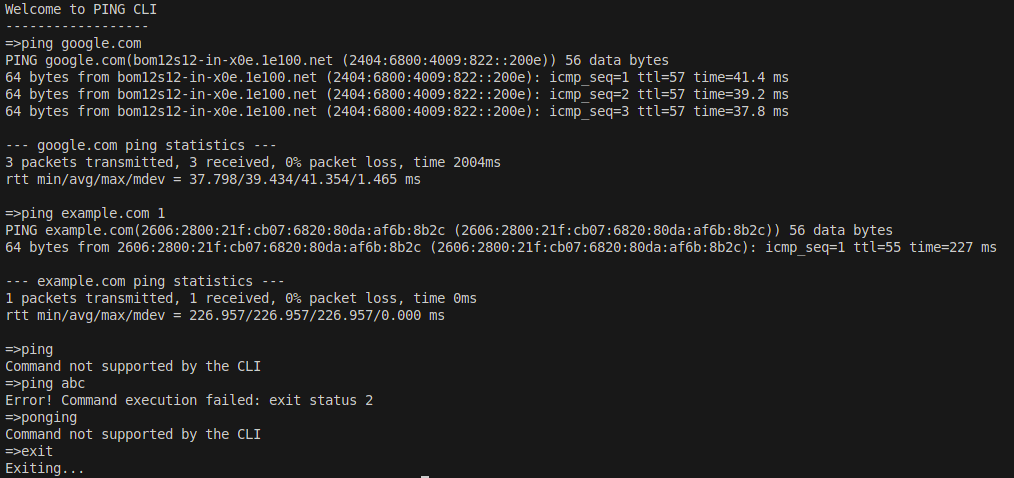 Welcome to PING CLI
------------------
=>ping google.com
PING google.com(bom12s12-in-x0e.1e100.net (2404:6800:4009:822::200e)) 56 data bytes
64 bytes from bom12s12-in-x0e.1e100.net (2404:6800:4009:822::200e): icmp_seq=1 ttl=57 time=41.4 ms
64 bytes from bom12s12-in-x0e.1e100.net (2404:6800:4009:822::200e): icmp_seq=2 ttl=57 time=39.2 ms
64 bytes from bom12s12-in-x0e.1e100.net (2404:6800:4009:822::200e): icmp_seq=3 ttl=57 time=37.8 ms
--- google.com ping statistics ---
3 packets transmitted, 3 received, 0% packet loss, time 2004ms
rtt min/avg/max/mdev = 37.798/39.434/41.354/1.465 ms
=>ping example.com 1
PING example.com(2606:2800:21f:cb07:6820:80da:af6b:8b2c (2606:2800:21f:cb07:6820:80da:af6b:8b2c)) 56 data bytes
64 bytes from 2606:2800:21f:cb07:6820:80da:af6b:8b2c (2606:2800:21f:cb07:6820:80da:af6b:8b2c): icmp_seq=1 ttl=55 time=227 ms
--- example.com ping statistics ---
1 packets transmitted, 1 received, 0% packet loss, time 0ms
rtt min/avg/max/mdev = 226.957/226.957/226.957/0.000 ms
=>ping
Command not supported by the CLI
=>ping abc
Error! Command execution failed: exit status 2
=>ponging
Command not supported by the CLI
=>exit
Exiting...